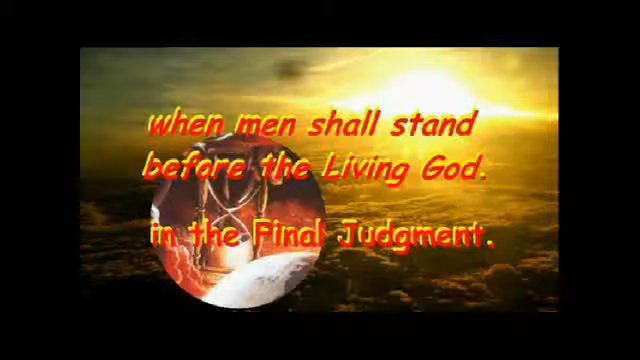 when men shall stand
before the Living God.
in the Final Judgment.